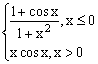 { (1 + cos x) / (1 + x²), x ≤ 0
x cos x, x > 0